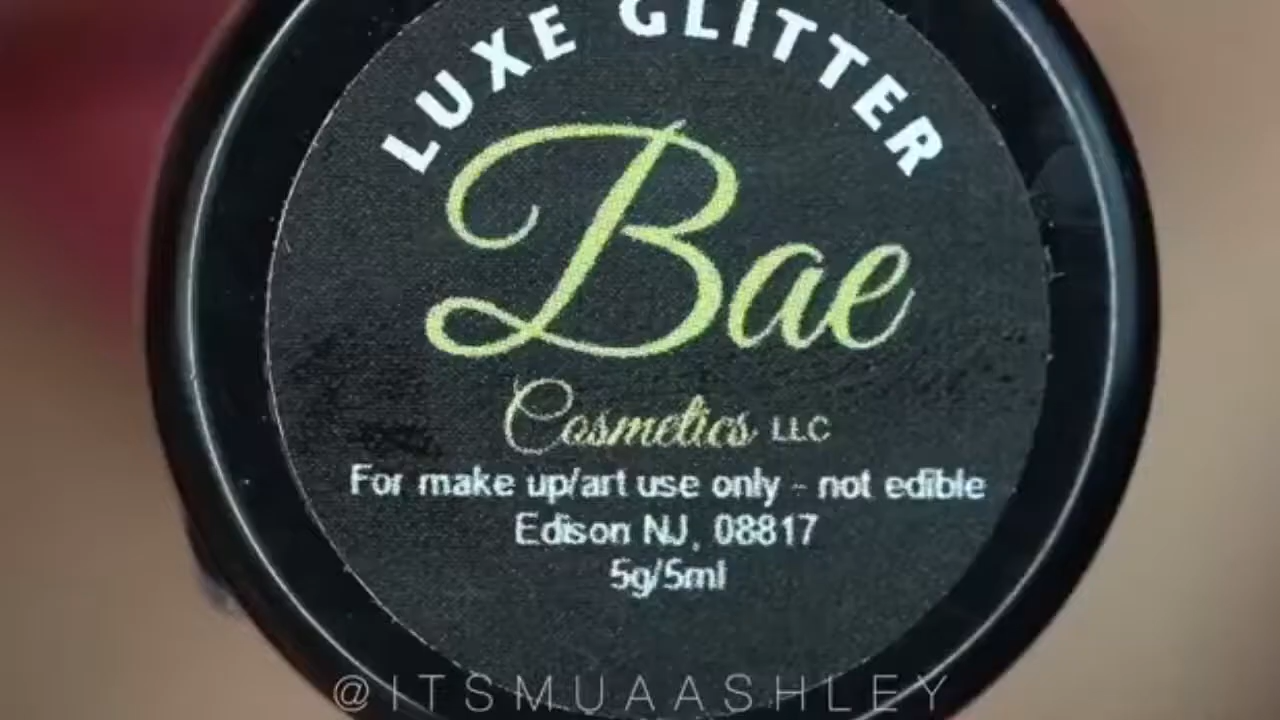 LUXE GLITTER
Bae
Cosmetics LLC
For make up/art use only - not edible
Edison NJ, 08817
5g/5ml
@ITSMUAASHLEY